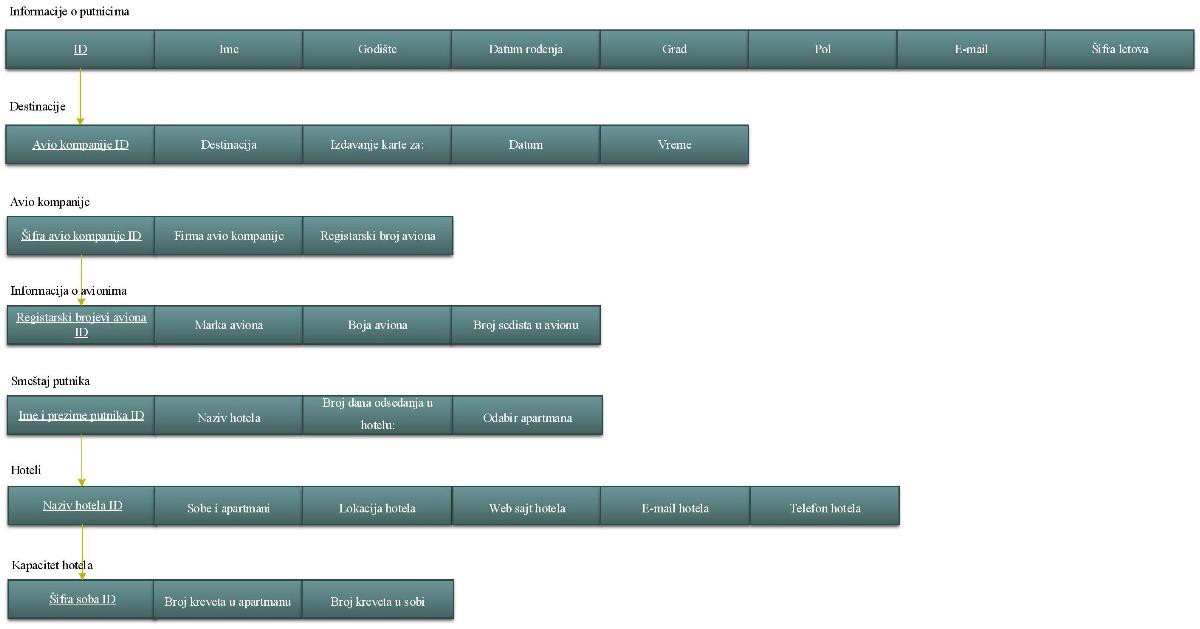 Informacije o putnicima
ID Ime Godište Datum rođenja Grad Pol E-mail Šifra letova
Destinacije
Avio kompanije ID Destinacija Izdavanje karte za: Datum Vreme
Avio kompanije
Šifra avio kompanije ID Firma avio kompanije Registarski broj aviona
Informacija o avionima
Registarski brojevi aviona
ID
Marka aviona Boja aviona Broj sedista u avionu
Smeštaj putnika
Ime i prezime putnika ID Naziv hotela
Broj dana odsedanja u
hotelu:
Odabir apartmana
Hoteli
Naziv hotela ID Sobe i apartmani Lokacija hotela Web sajt hotela E-mail hotela Telefon hotela
Kapacitet hotela
Šifra soba ID Broj kreveta u apartmanu Broj kreveta u sobi